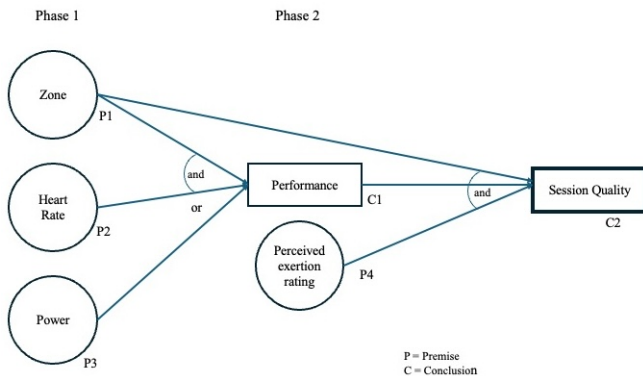 Phase 1
Phase 2
Zone
P1
and
Heart
Rate
P2
or
Performance
C1
and
Session Quality
C2
Perceived
exertion
rating
P4
Power
P3
P = Premise
C = Conclusion